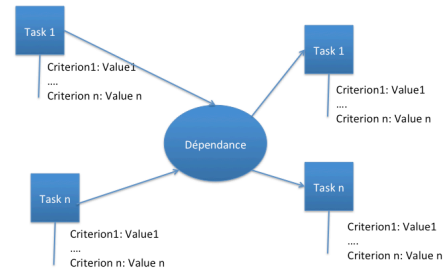 Task 1
Criterion1: Value1
....
Criterion n: Value n
Task 1
Criterion1: Value1
....
Criterion n: Value n
Dépendance
Task n
Criterion1: Value1
....
Criterion n: Value n
Task n
Criterion1: Value1
....
Criterion n: Value n